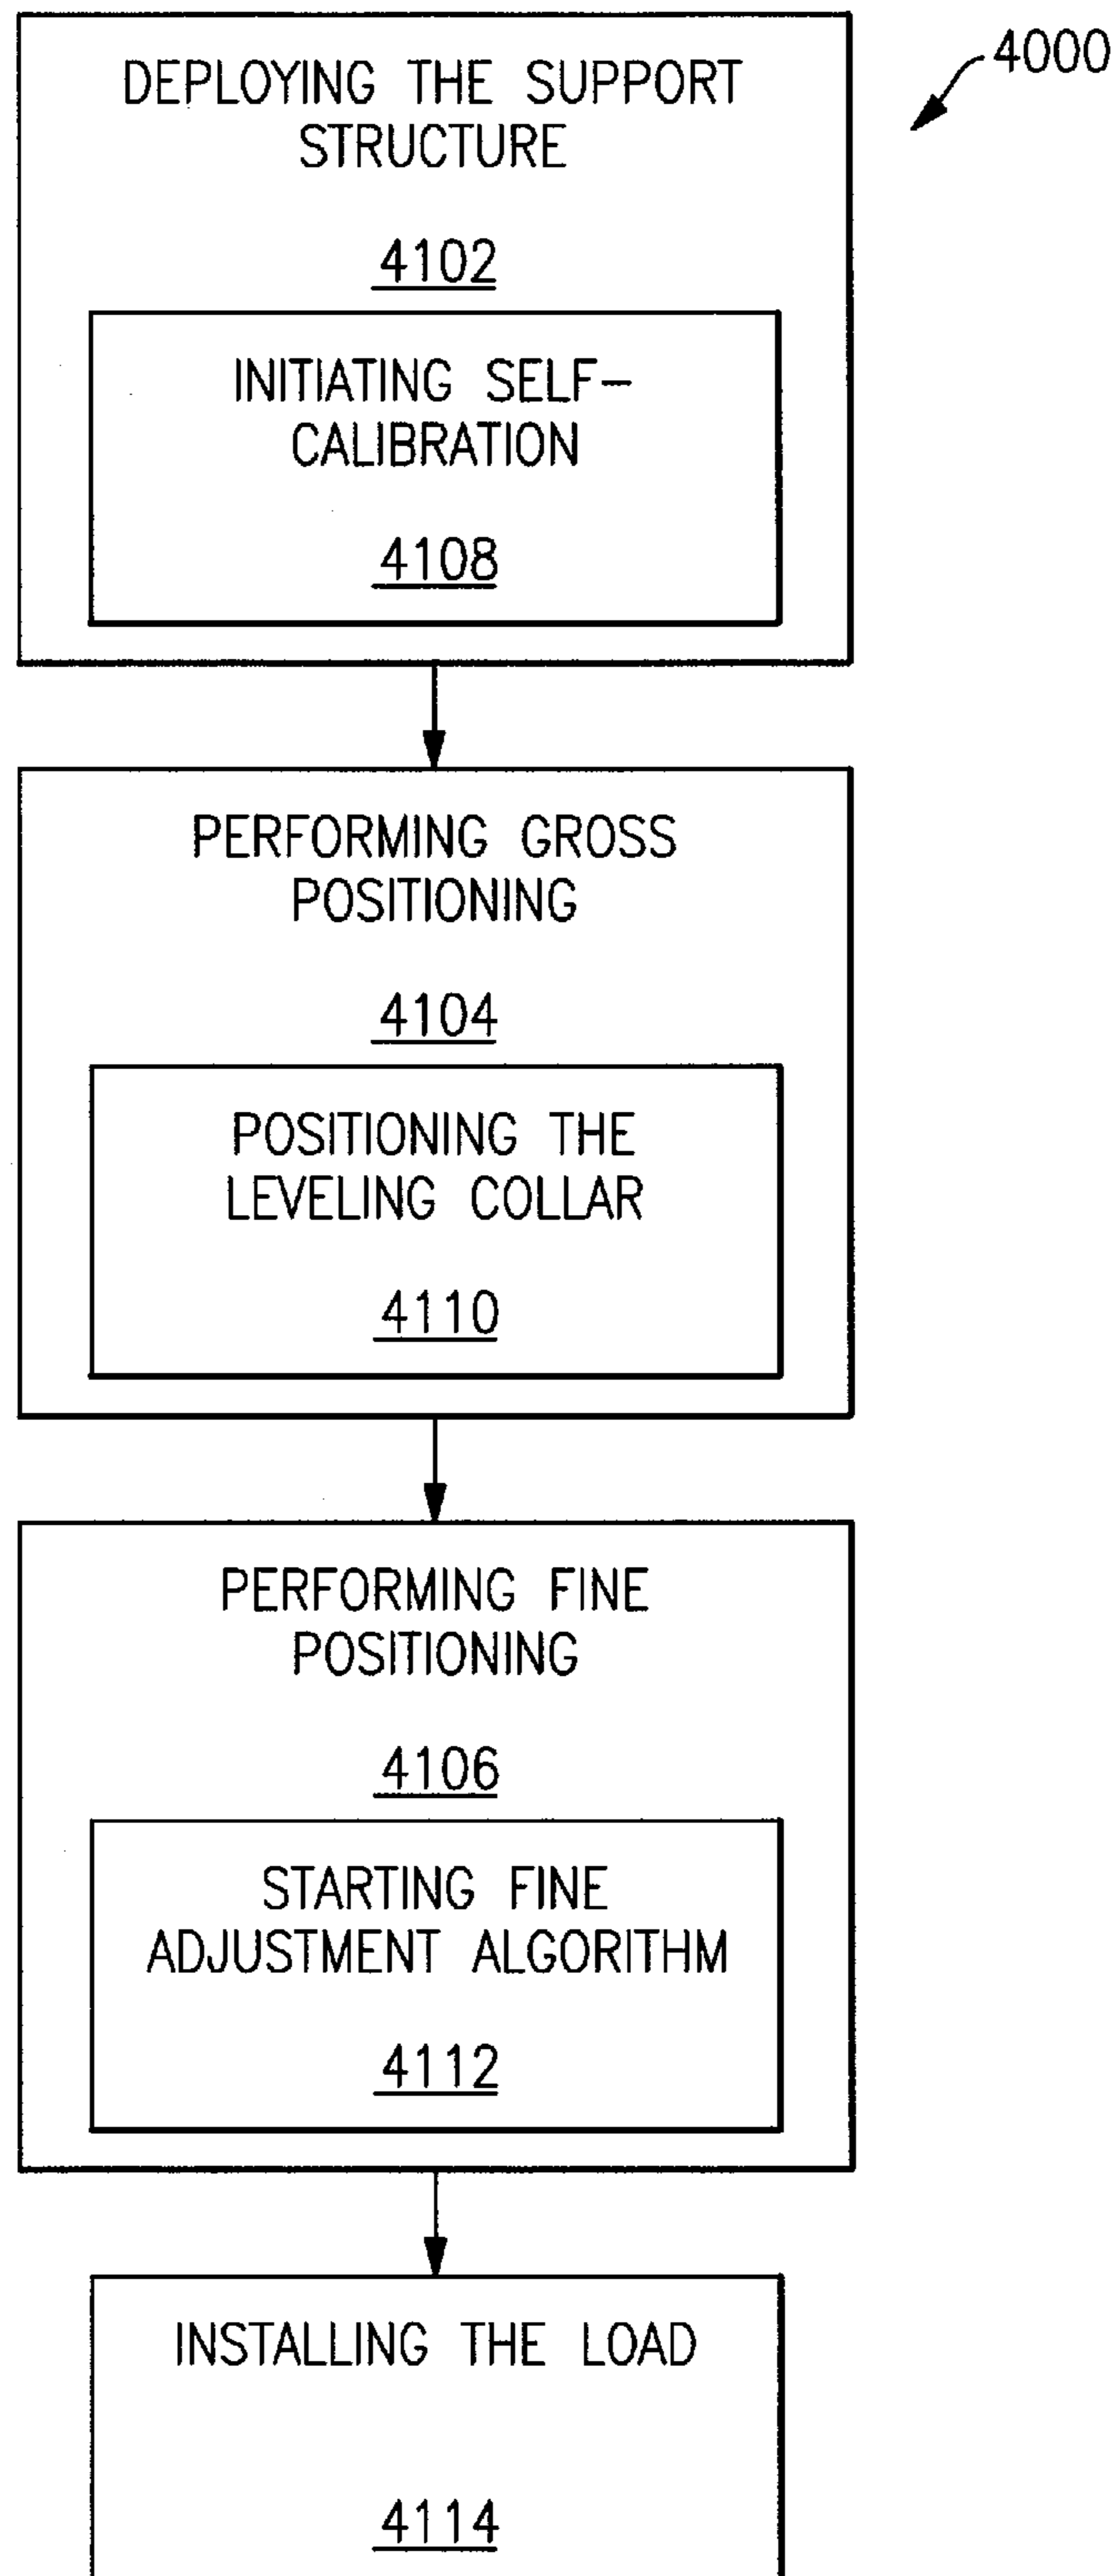 4000
DEPLOYING THE SUPPORT
STRUCTURE
4102
INITIATING SELF-
CALIBRATION
4108
PERFORMING GROSS
POSITIONING
4104
POSITIONING THE
LEVELING COLLAR
4110
PERFORMING FINE
POSITIONING
4106
STARTING FINE
ADJUSTMENT ALGORITHM
4112
INSTALLING THE LOAD
4114